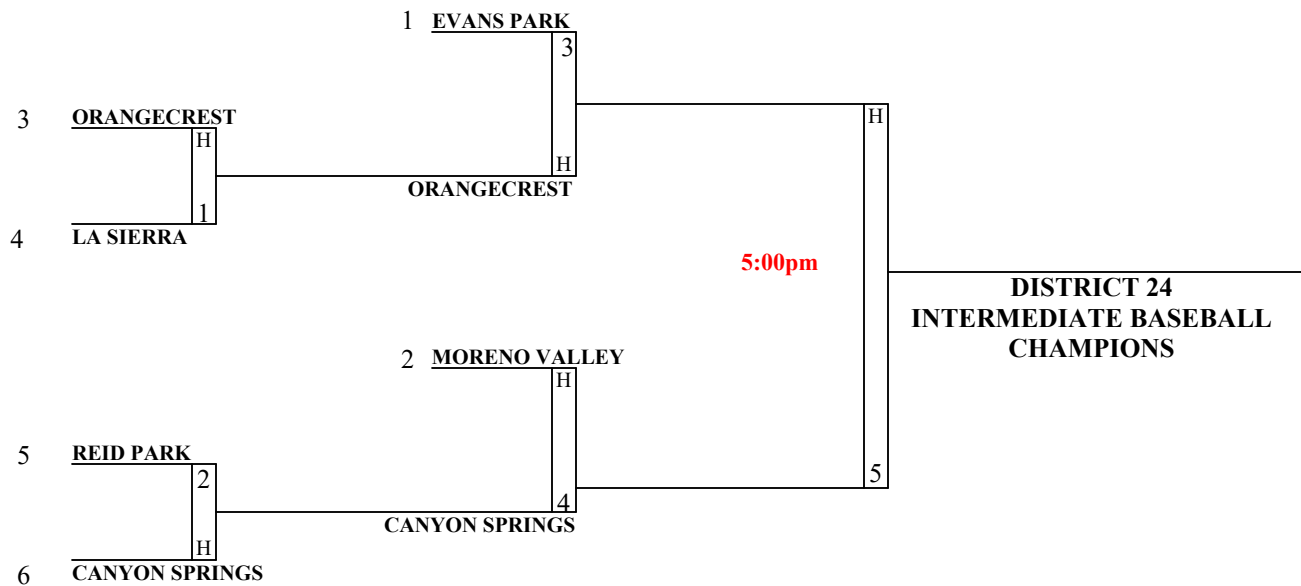 1 EVANS PARK
3
3 ORANGECREST
H
H
H
ORANGECREST
1
4 LA SIERRA
5:00pm
DISTRICT 24
INTERMEDIATE BASEBALL
CHAMPIONS
2 MORENO VALLEY
H
5 REID PARK
2
5
4
CANYON SPRINGS
H
6 CANYON SPRINGS